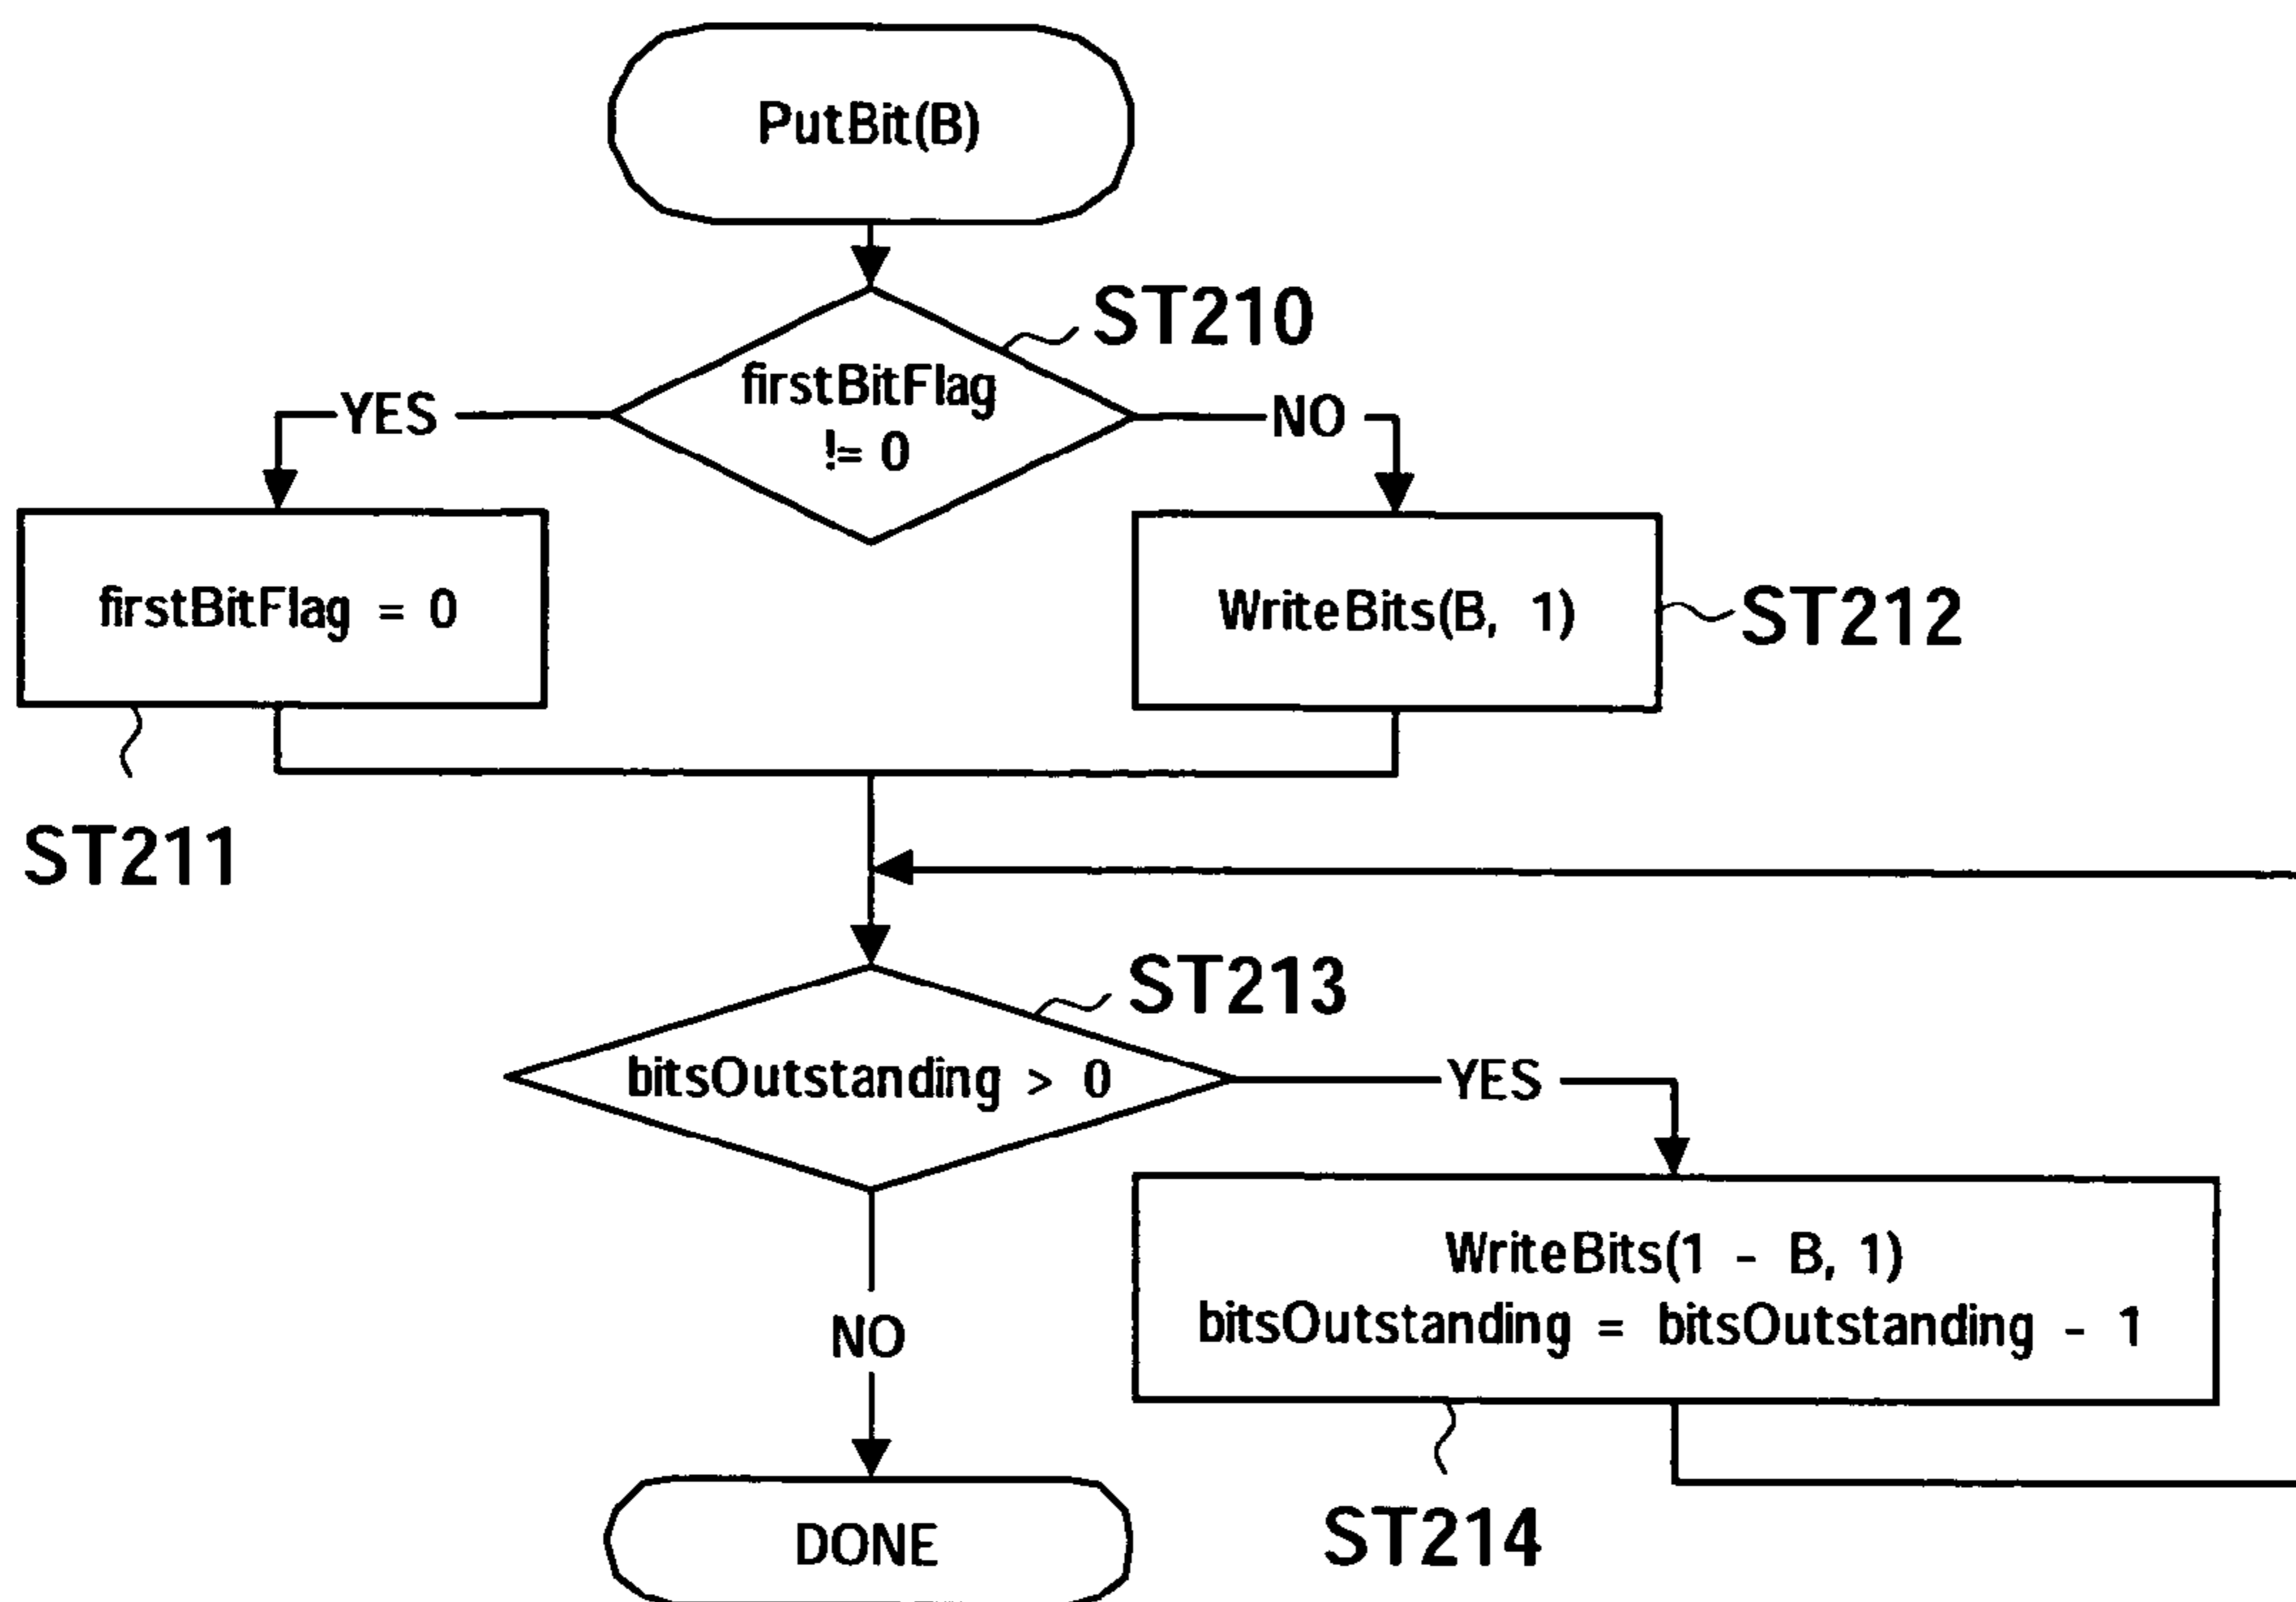 PutBit(B)
ST210
firstBitFlag
!= 0
YES
NO
firstBitFlag = 0
WriteBits(B, 1)
ST212
ST211
ST213
bitsOutstanding > 0
YES
WriteBits(1 - B, 1)
bitsOutstanding = bitsOutstanding - 1
NO
ST214
DONE